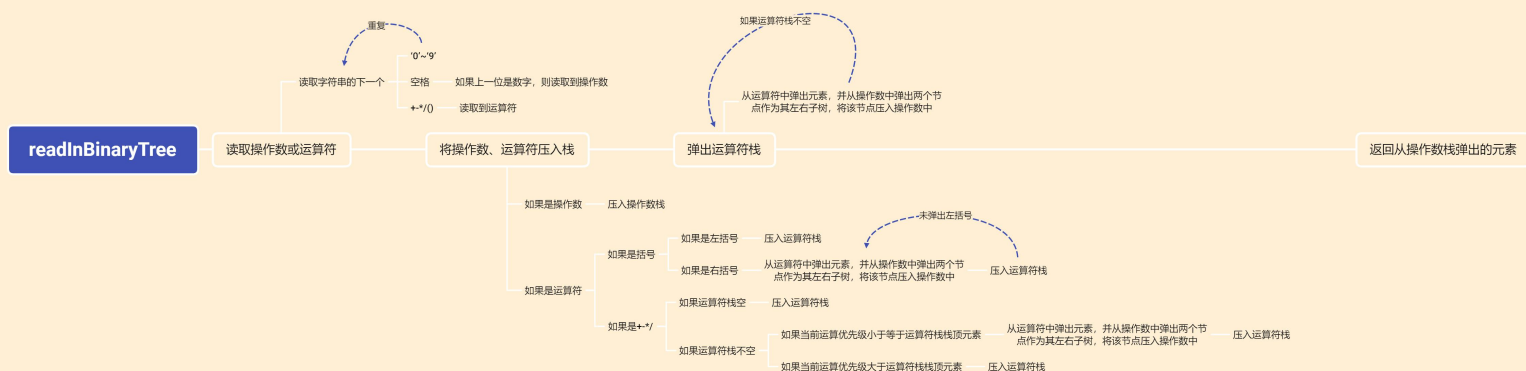 readInBinaryTree
读取操作数或运算符
重复
读取字符串的下一个
'0'~'9'
空格
如果上一位是数字，则读取到操作数
+-*/()
读取到运算符
将操作数、运算符压入栈
如果是操作数
压入操作数栈
如果是运算符
如果是括号
如果是左括号
压入运算符栈
如果是右括号
从运算符中弹出元素，并从操作数中弹出两个节
点作为其左右子树，将该节点压入操作数中
压入运算符栈
未弹出左括号
如果是+-*/
如果运算符栈空
压入运算符栈
如果运算符栈不空
如果当前运算优先级小于等于运算符栈栈顶元素
从运算符中弹出元素，并从操作数中弹出两个节
点作为其左右子树，将该节点压入操作数中
压入运算符栈
如果当前运算优先级大于运算符栈栈顶元素
压入运算符栈
弹出运算符栈
如果运算符栈不空
从运算符中弹出元素，并从操作数中弹出两个节
点作为其左右子树，将该节点压入操作数中
返回从操作数栈弹出的元素